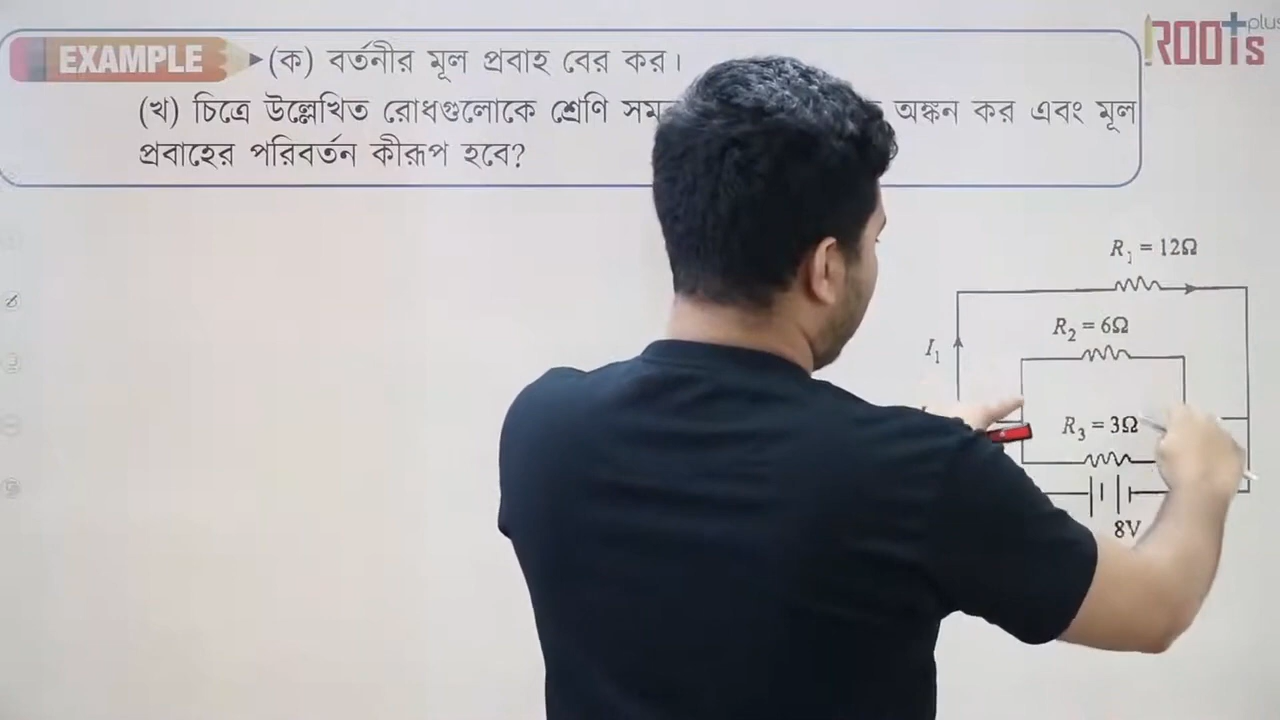 ROOTS plus
EXAMPLE (ক) বর্তনীর মূল প্রবাহ বের কর।
(খ) চিত্রে উল্লেখিত রোধগুলোকে শ্রেণি অঙ্কন কর এবং মূল
প্রবাহের পরিবর্তন কীরূপ হবে?
R₁ = 12Ω
R₂ = 6Ω
I₁
R₃ = 3Ω
8V